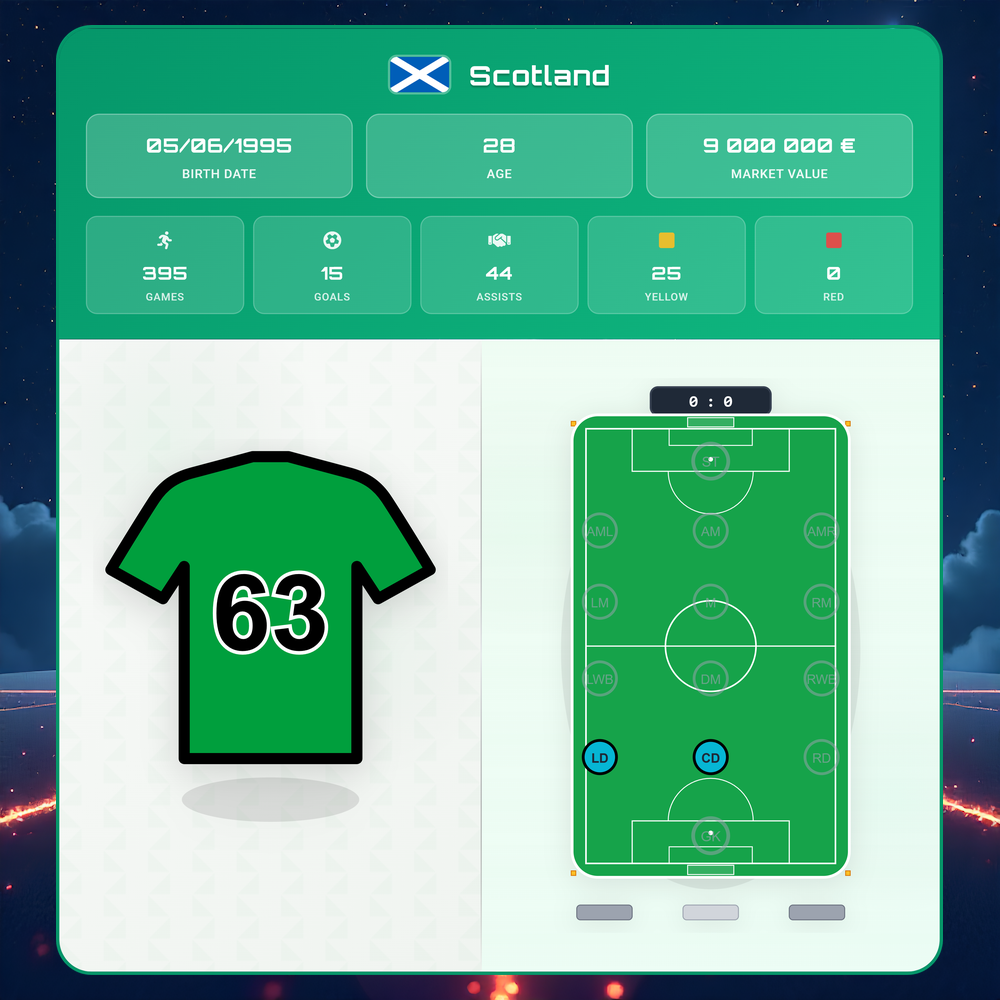 Scotland
05/06/1995
BIRTH DATE
28
AGE
9 000 000 €
MARKET VALUE
395
GAMES
15
GOALS
44
ASSISTS
25
YELLOW
0
RED
63
0 : 0
ST
AML
AM
AMR
LM
M
RM
LWB
DM
RWB
LD
CD
RD
GK